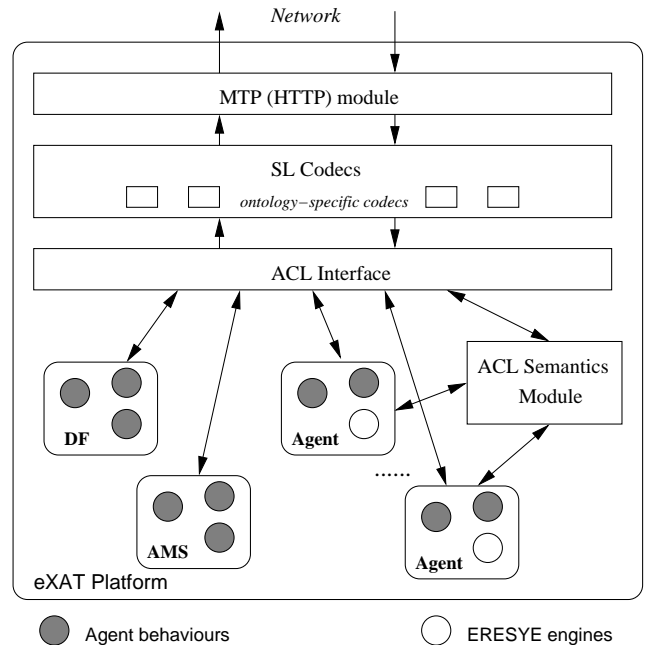 Network
MTP (HTTP) module
SL Codecs
ontology−specific codecs
ACL Interface
ACL Semantics
Module
DF
Agent
......
AMS
Agent
eXAT Platform
Agent behaviours
ERESYE engines